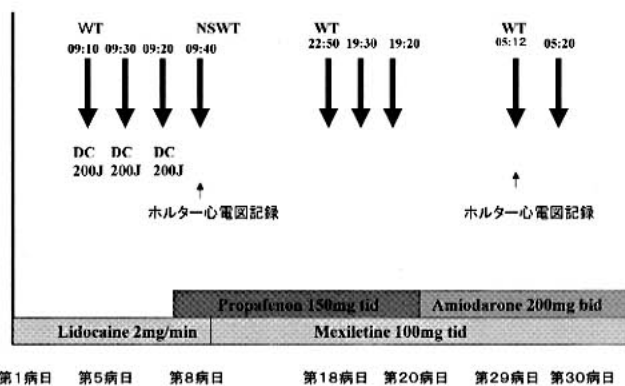 WT NSWT WT WT
09:10 09:30 09:20 09:40 22:50 19:30 19:20 05:12 05:20
DC DC DC
200J 200J 200J
ホルター心電図記録 ホルター心電図記録
Propafenon 150mg tid Amiodarone 200mg bid
Lidocaine 2mg/min Mexiletine 100mg tid
第1病日 第5病日 第8病日 第18病日 第20病日 第29病日 第30病日